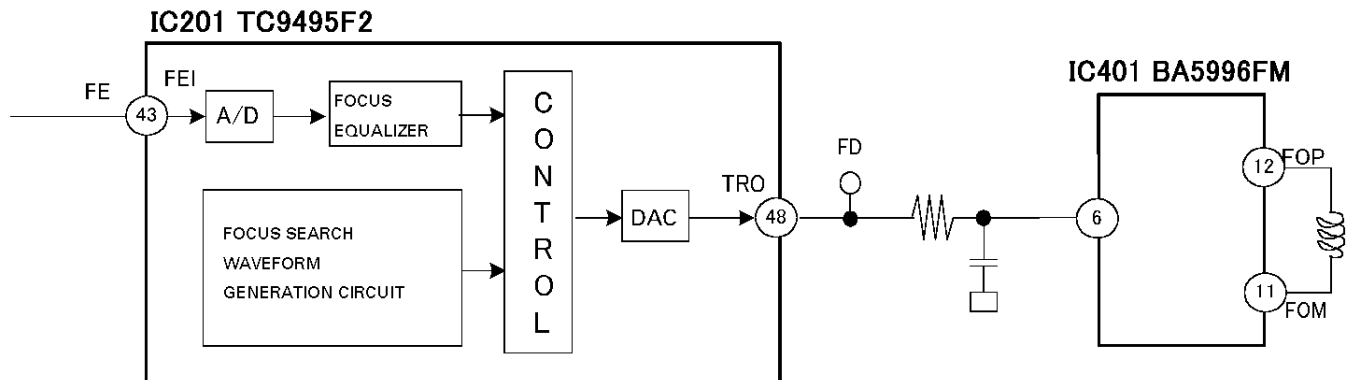 IC201 TC9495F2
FE
FEI
43
A/D
FOCUS
EQUALIZER
CONTROL
FOCUS SEARCH
WAVEFORM
GENERATION CIRCUIT
DAC
TRO
48
FD
IC401 BA5996FM
6
12
FOP
11
FOM